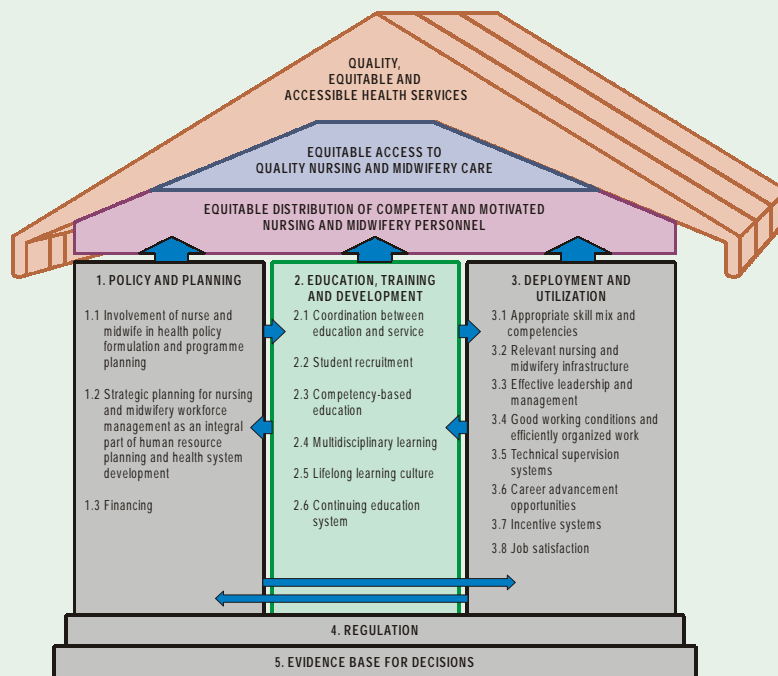 QUALITY,
EQUITABLE AND
ACCESSIBLE HEALTH SERVICES
EQUITABLE ACCESS TO
QUALITY NURSING AND MIDWIFERY CARE
EQUITABLE DISTRIBUTION OF COMPETENT AND MOTIVATED
NURSING AND MIDWIFERY PERSONNEL
1. POLICY AND PLANNING
1.1 Involvement of nurse and
midwife in health policy
formulation and programme
planning
1.2 Strategic planning for nursing
and midwifery workforce
management as an integral
part of human resource
planning and health system
development
1.3 Financing
2. EDUCATION, TRAINING
AND DEVELOPMENT
2.1 Coordination between
education and service
2.2 Student recruitment
2.3 Competency-based
education
2.4 Multidisciplinary learning
2.5 Lifelong learning culture
2.6 Continuing education
system
3. DEPLOYMENT AND
UTILIZATION
3.1 Appropriate skill mix and
competencies
3.2 Relevant nursing and
midwifery infrastructure
3.3 Effective leadership and
management
3.4 Good working conditions and
efficiently organized work
3.5 Technical supervision
systems
3.6 Career advancement
opportunities
3.7 Incentive systems
3.8 Job satisfaction
4. REGULATION
5. EVIDENCE BASE FOR DECISIONS